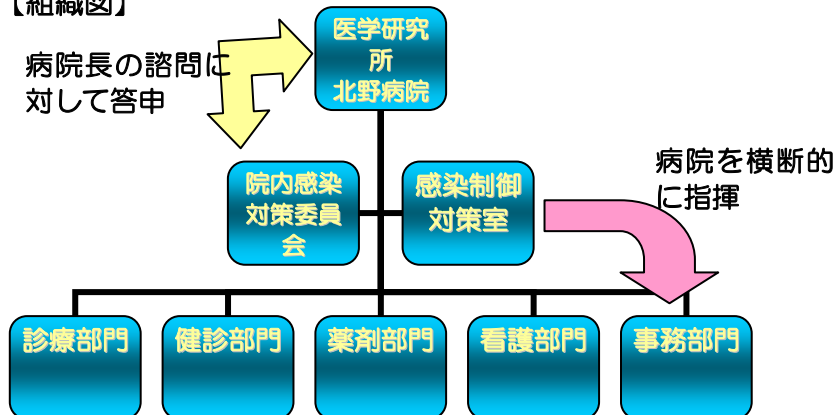 【組織図】
病院長の諮問に
対して答申
医学研究
所
北野病院
院内感染
対策委員
会
感染制御
対策室
病院を横断的
に指揮
診療部門
健診部門
薬剤部門
看護部門
事務部門